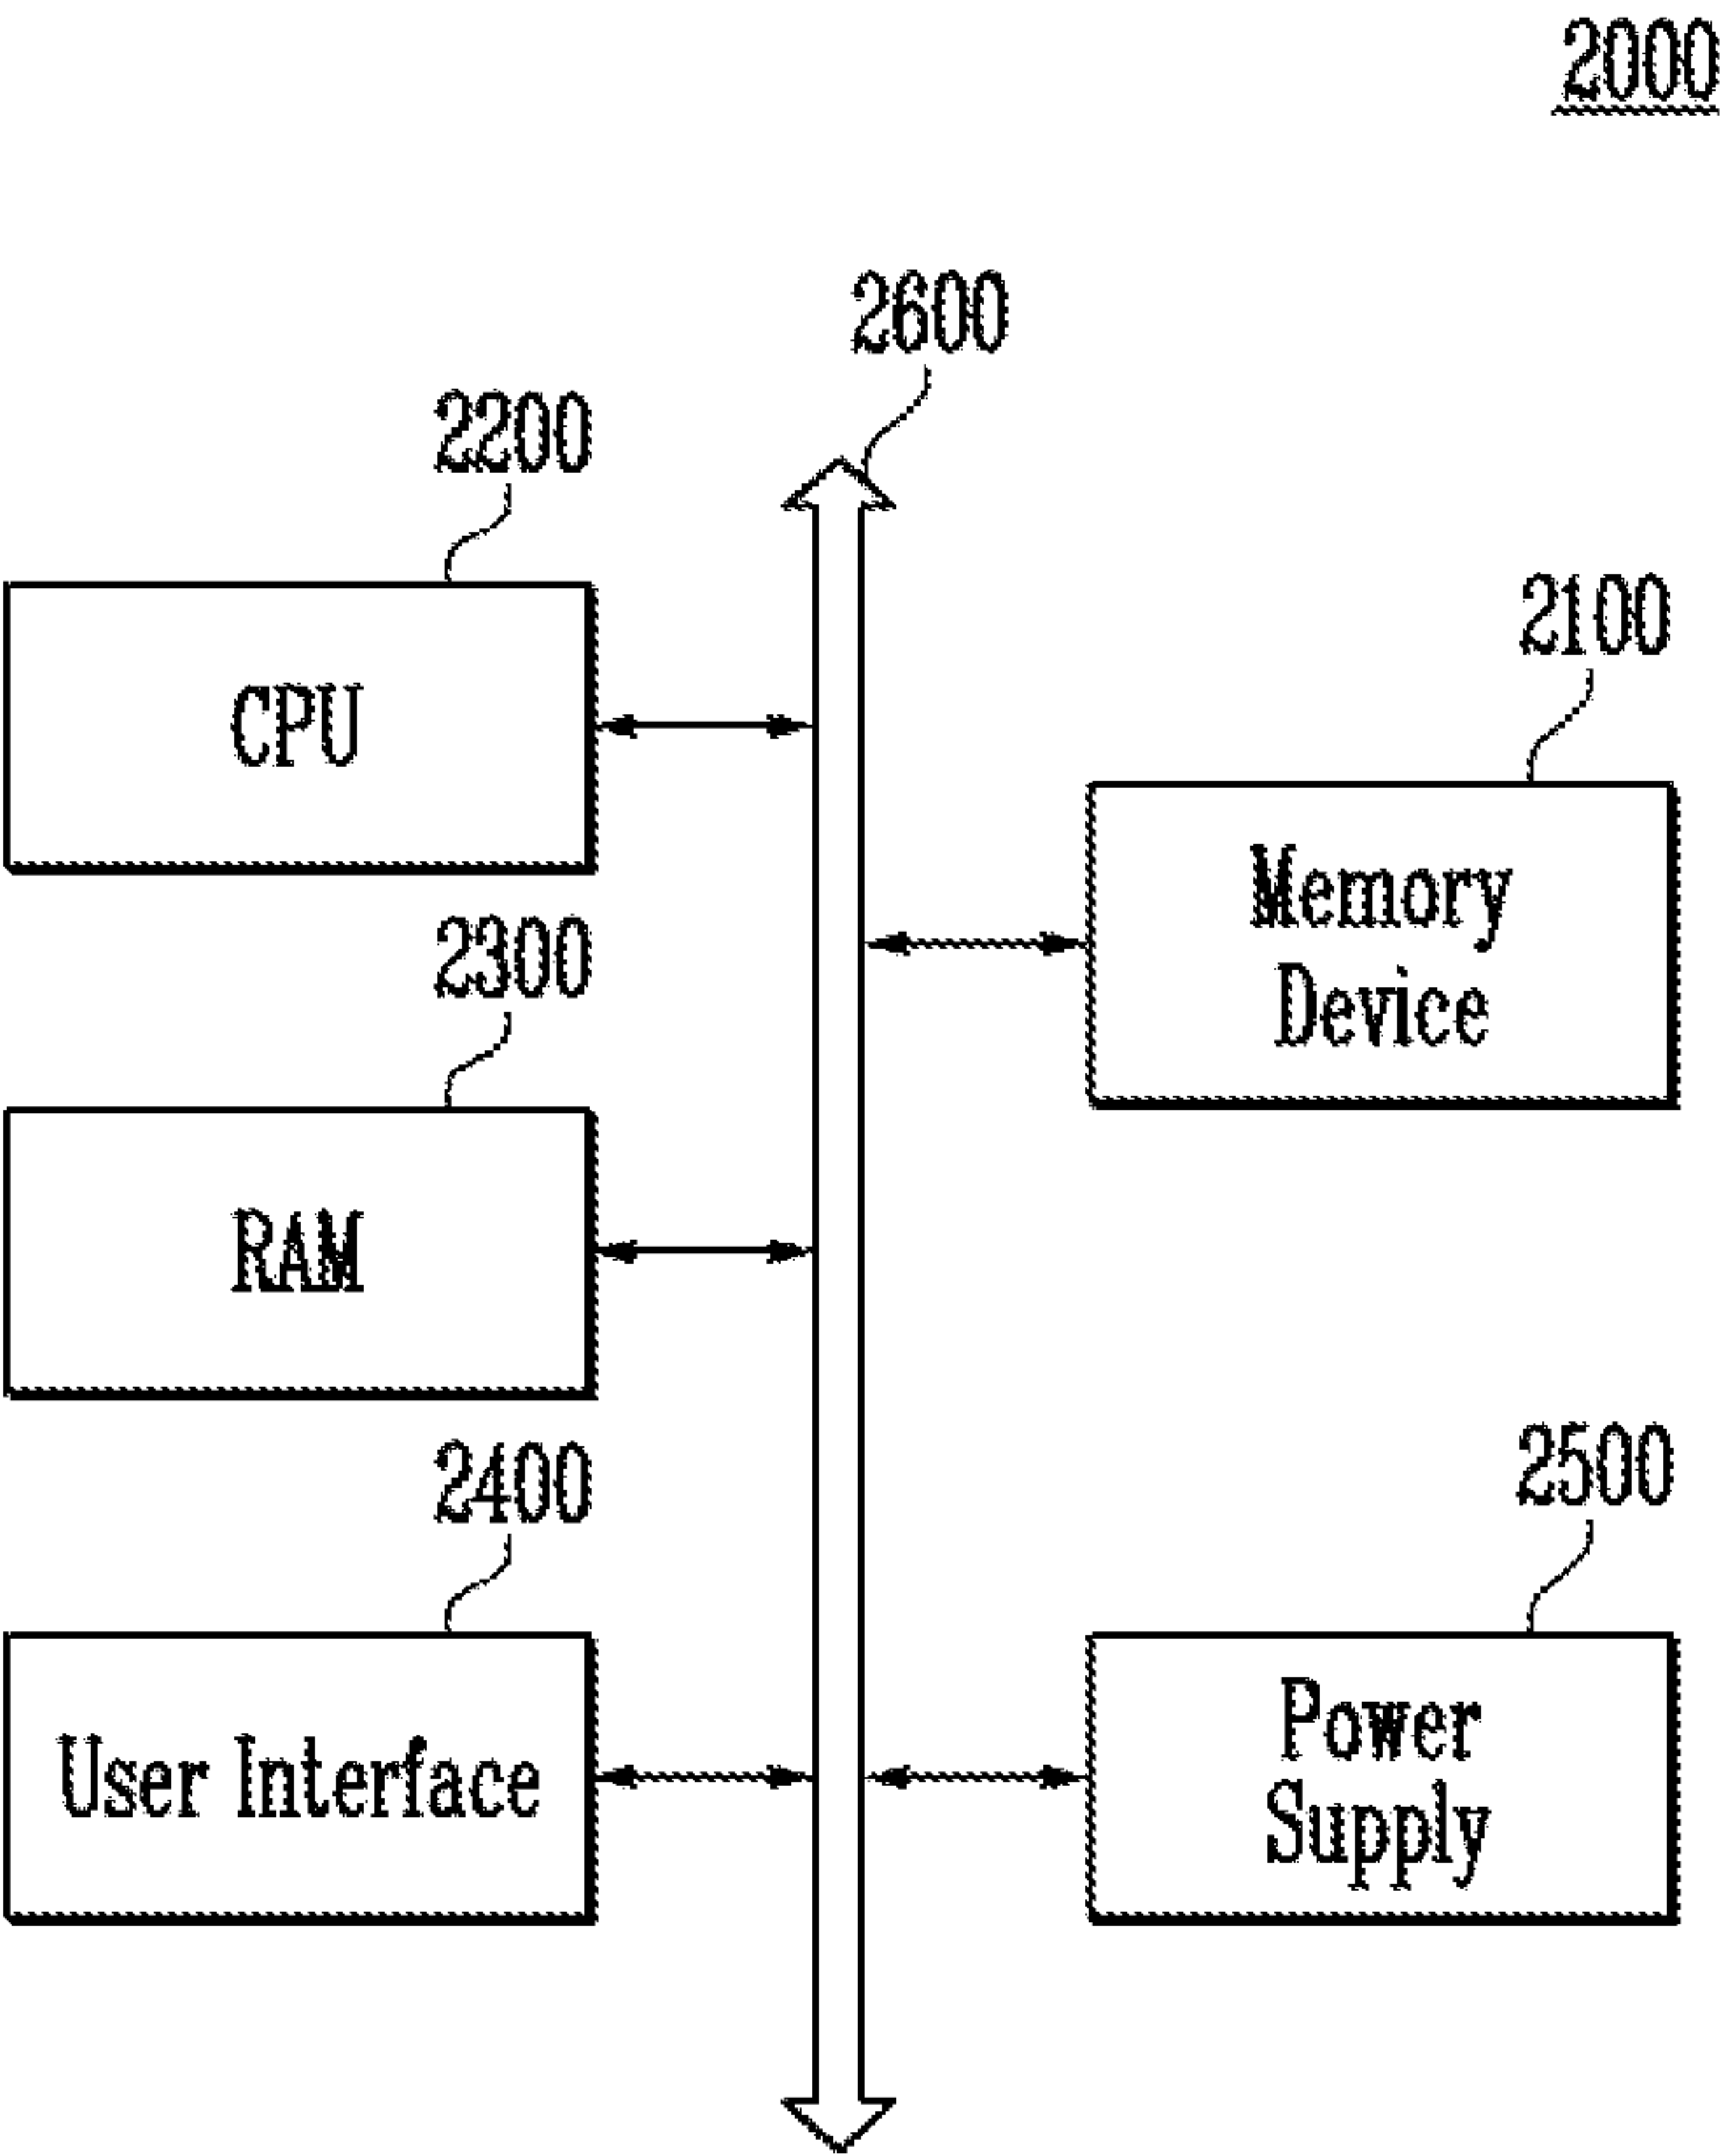 2000
2600
2200
CPU
2100
Memory
Device
2300
RAM
2400
User Interface
2500
Power
Supply